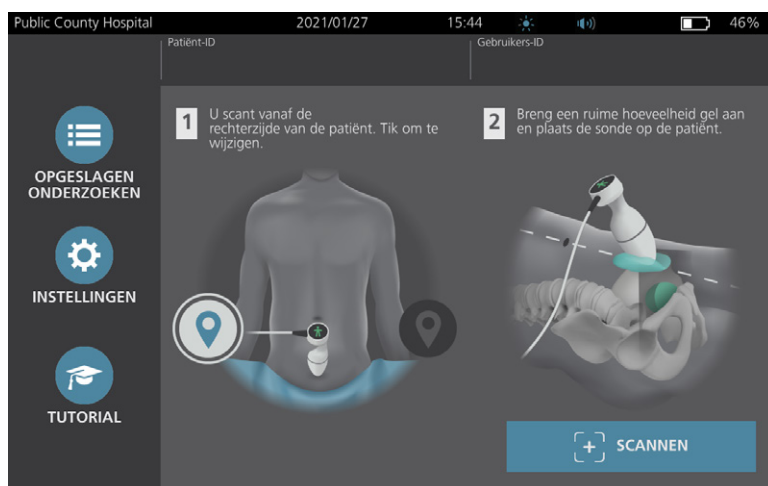 Public County Hospital 2021/01/27 15:44 46%
Patiënt-ID Gebruikers-ID
1 U scant vanaf de
rechterzijde van de patiënt. Tik om te
wijzigen.
2 Breng een ruime hoeveelheid gel aan
en plaats de sonde op de patiënt.
OPGESLAGEN
ONDERZOEKEN
INSTELLINGEN
TUTORIAL
SCANNEN